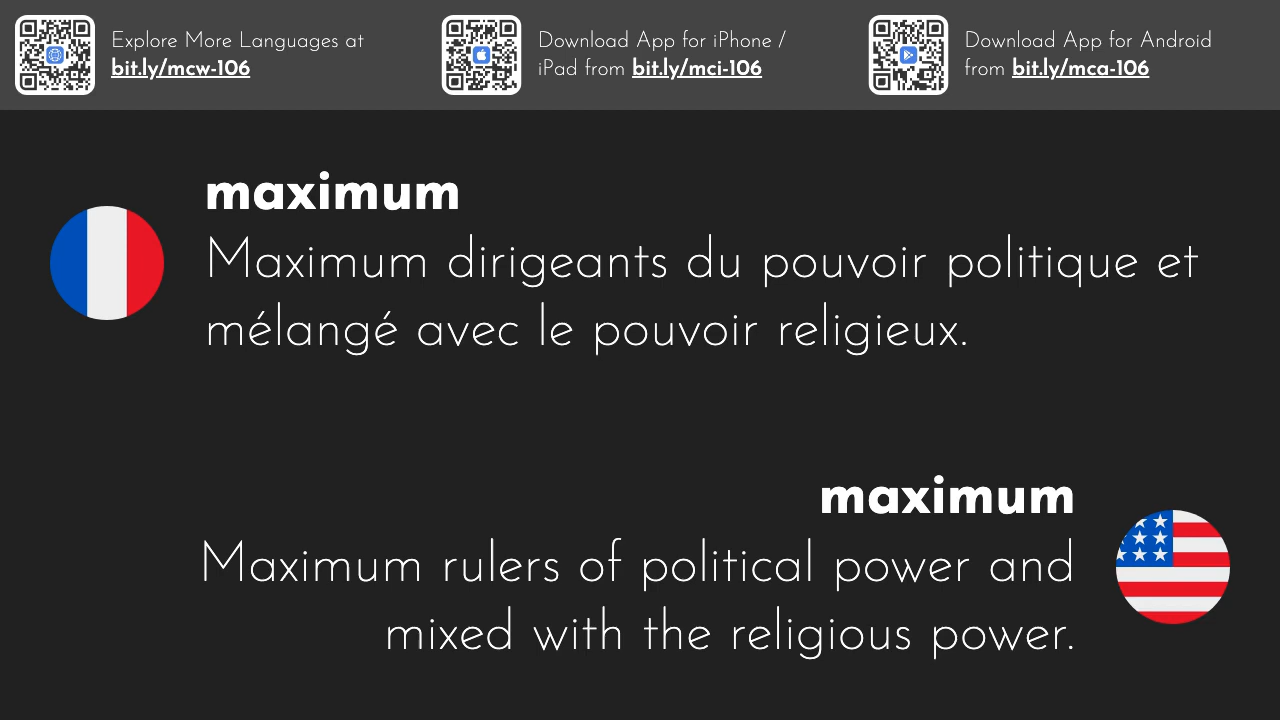 Explore More Languages at
bit.ly/mcw-106
Download App for iPhone /
iPad from bit.ly/mci-106
Download App for Android
from bit.ly/mca-106
maximum
Maximum dirigeants du pouvoir politique et
mélangé avec le pouvoir religieux.
maximum
Maximum rulers of political power and
mixed with the religious power.